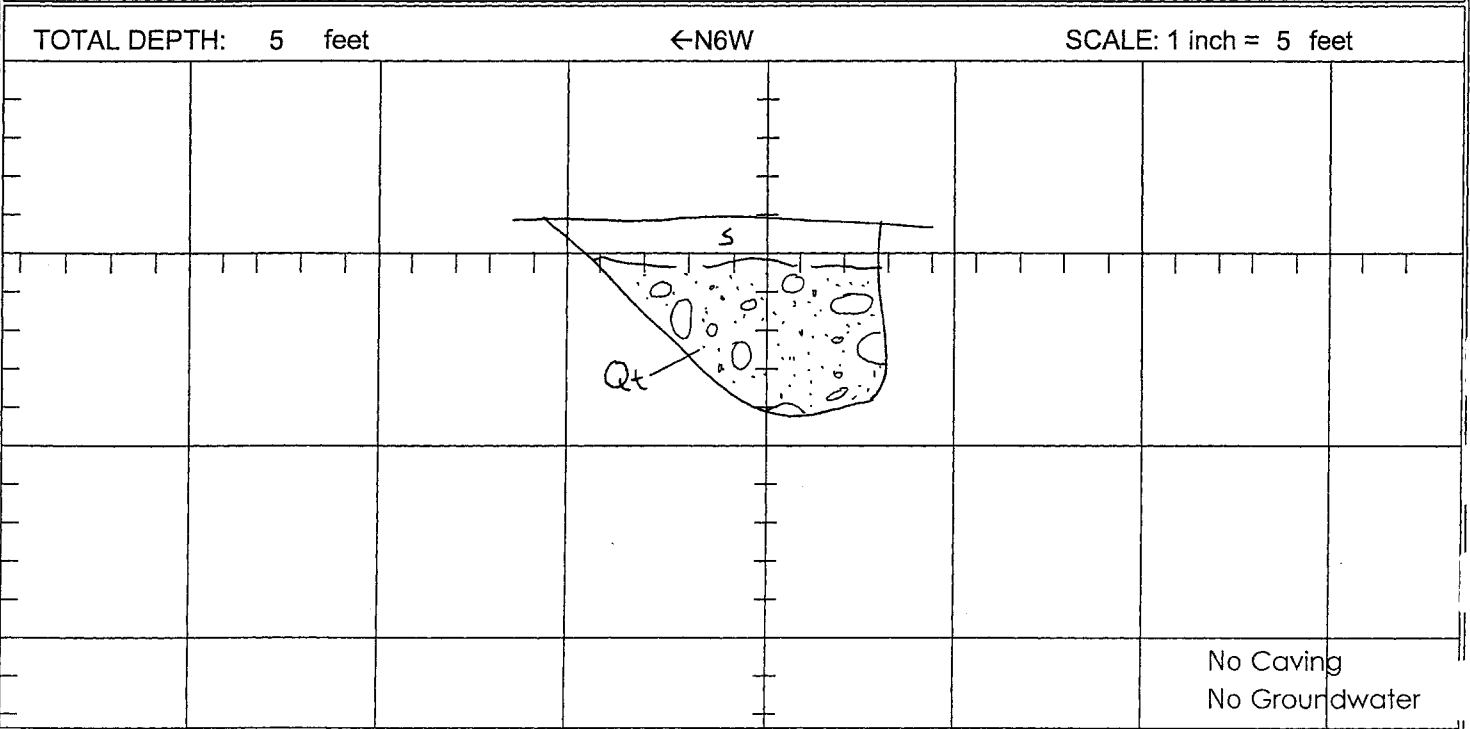 TOTAL DEPTH: 5 feet ←N6W SCALE: 1 inch = 5 feet
S
Qt
No Caving
No Groundwater